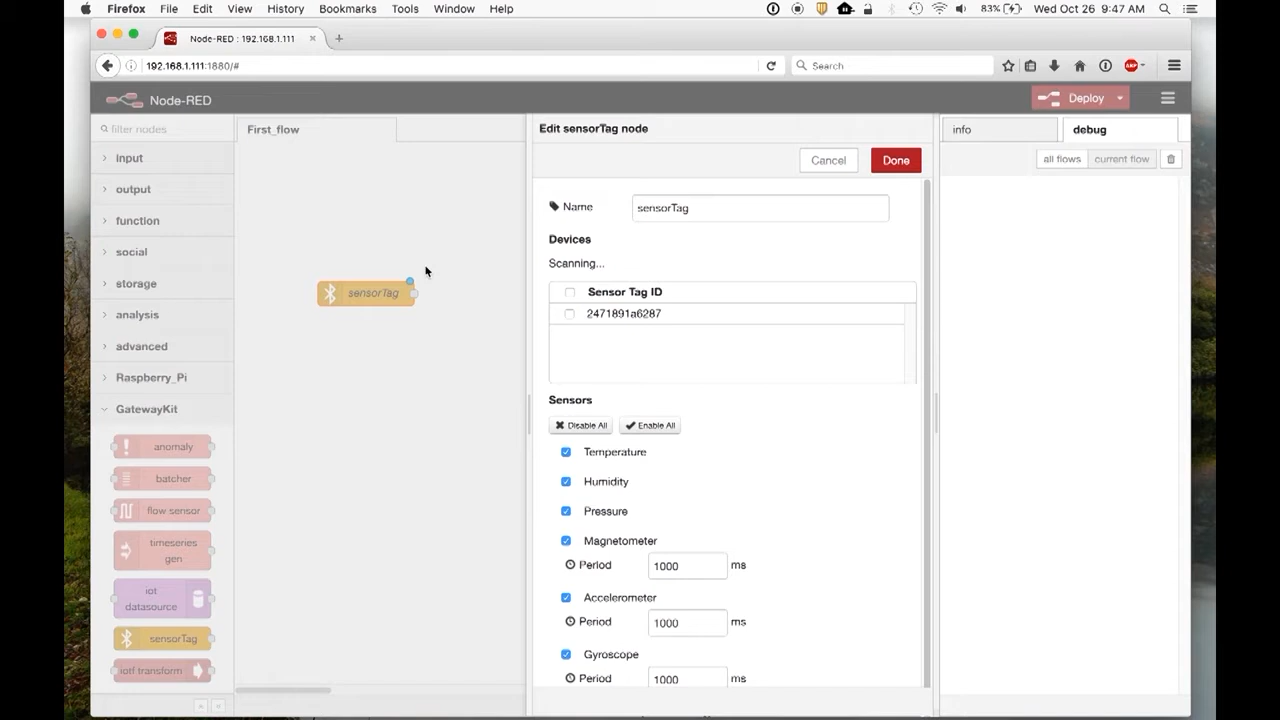 Firefox File Edit View History Bookmarks Tools Window Help 83% Wed Oct 26 9:47 AM
Node-RED : 192.168.1.111
192.168.1.111:1880/#
Search
ABP
Node-RED
Deploy
filter nodes
First_flow
Edit sensorTag node
info
debug
Cancel
Done
all flows
current flow
input
output
function
social
storage
analysis
advanced
Raspberry_Pi
GatewayKit
anomaly
batcher
flow sensor
timeseries
gen
iot
datasource
sensorTag
iotf transform
sensorTag
Name
sensorTag
Devices
Scanning...
Sensor Tag ID
2471891a6287
Sensors
Disable All
Enable All
Temperature
Humidity
Pressure
Magnetometer
Period 1000 ms
Accelerometer
Period 1000 ms
Gyroscope
Period 1000 ms